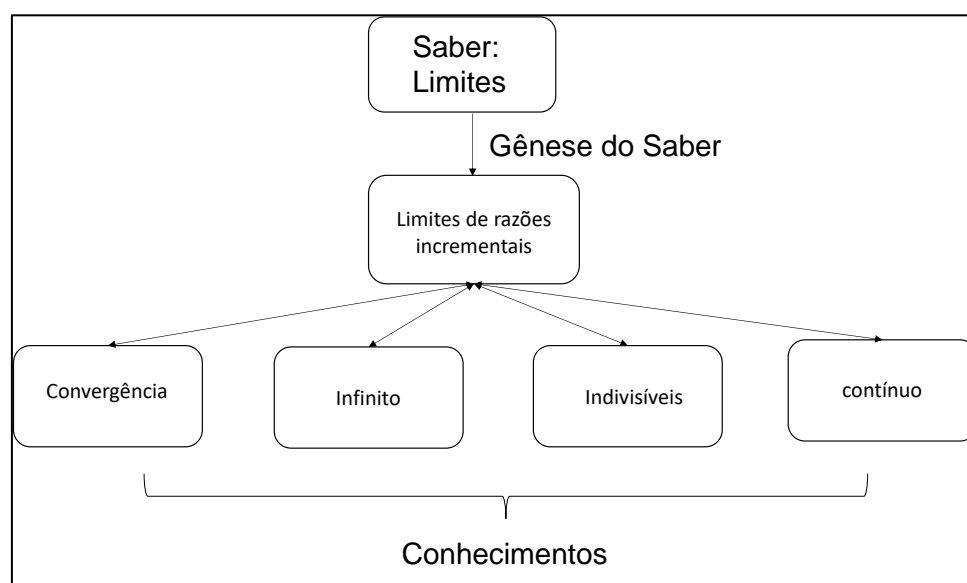 Saber:
Limites
Gênese do Saber
Limites de razões
incrementais
Convergência
Infinito
Indivisíveis
contínuo
Conhecimentos